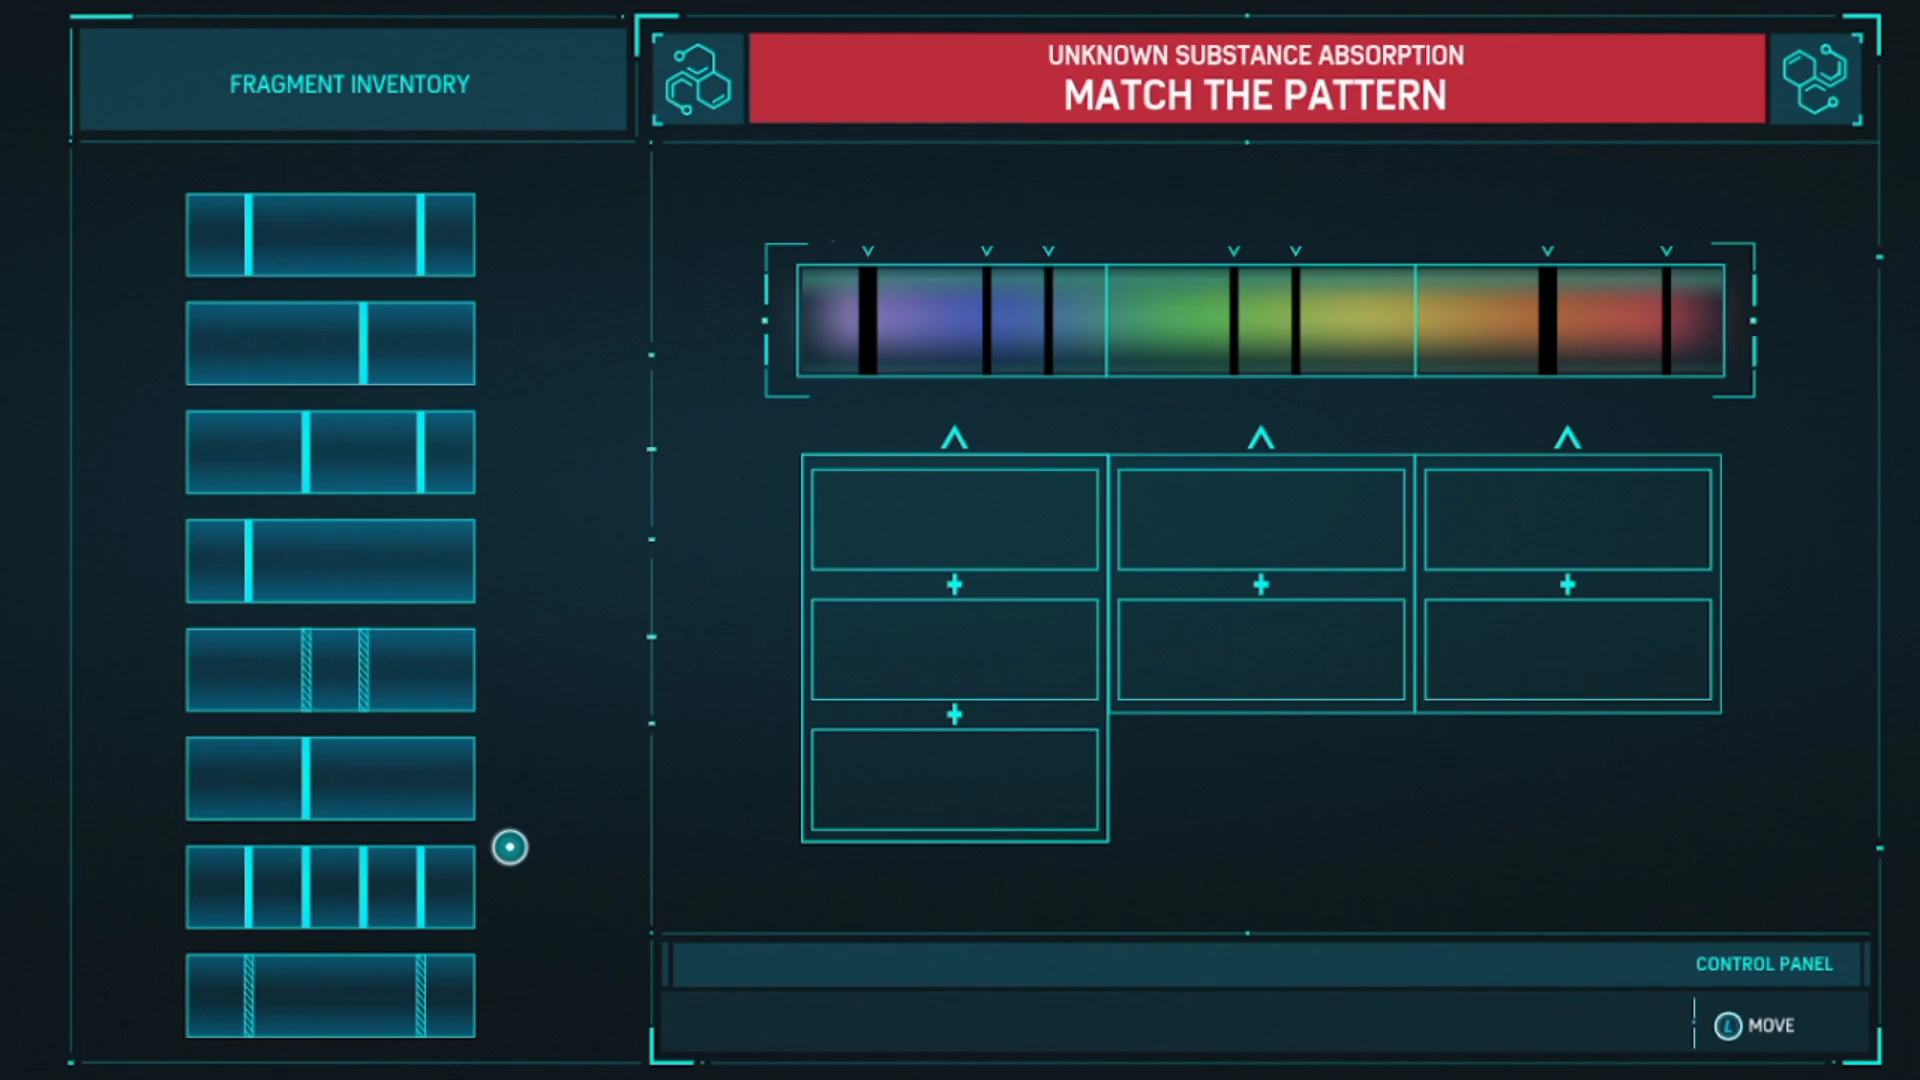 FRAGMENT INVENTORY
UNKNOWN SUBSTANCE ABSORPTION
MATCH THE PATTERN
CONTROL PANEL
L MOVE